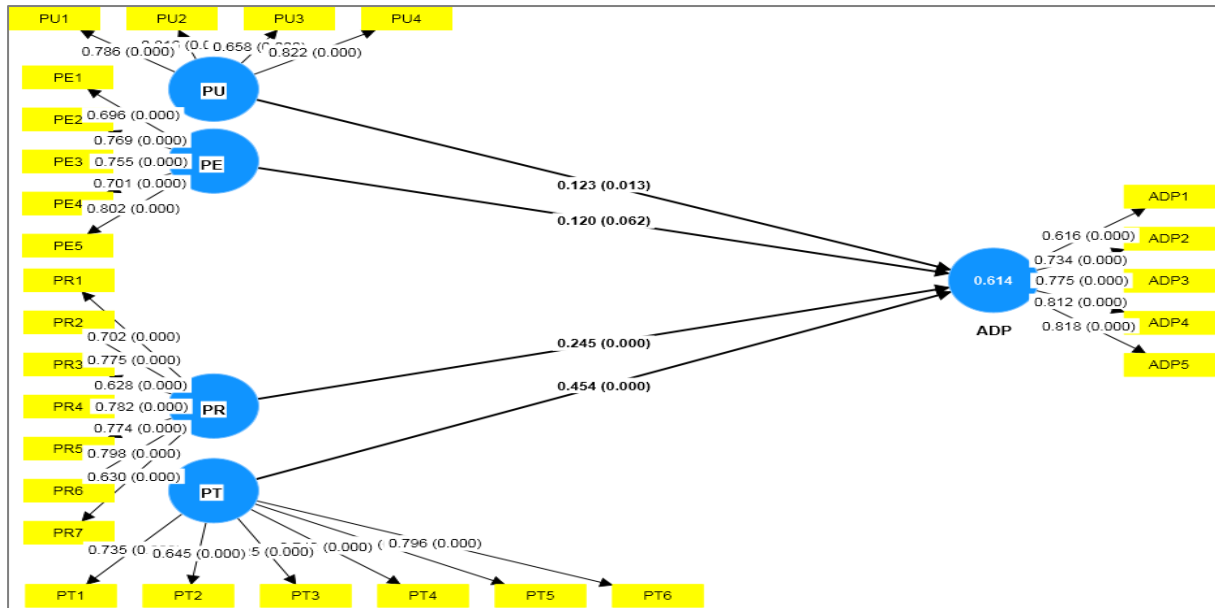 PU1 PU2 PU3 PU4
0.786 (0.000) 0.658 0.822 (0.000)
PU
PE1
0.696 (0.000)
PE2
0.769 (0.000)
PE3 0.755 (0.000) PE
0.701 (0.000)
PE4
0.802 (0.000)
PE5
0.123 (0.013)
0.120 (0.062)
PR1
PR2
0.702 (0.000)
0.775 (0.000)
PR3
0.628 (0.000)
PR4 0.782 (0.000) PR
0.774 (0.000)
PR5
0.798 (0.000)
0.630 (0.000)
PR6
PR7
0.245 (0.000)
0.454 (0.000)
PT
0.735 0.645 (0.000) (0.000) (0.000) 0.796 (0.000)
PT1 PT2 PT3 PT4 PT5 PT6
0.614
ADP
ADP1
0.616 (0.000)
ADP2
0.734 (0.000)
0.775 (0.000) ADP3
0.812 (0.000)
ADP4
0.818 (0.000)
ADP5